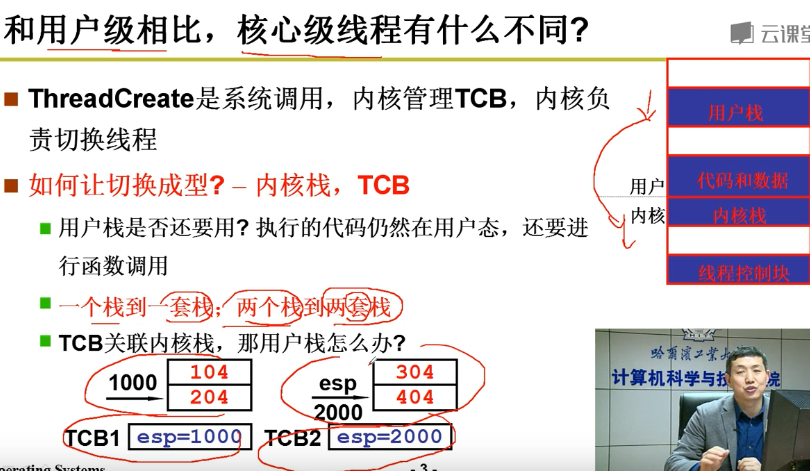 和用户级相比，核心级线程有什么不同?
云课堂
ThreadCreate是系统调用，内核管理TCB，内核负
责切换线程
如何让切换成型? – 内核栈，TCB
用户栈是否还要用? 执行的代码仍然在用户态，还要进
行函数调用
一个栈到一套栈；两个栈到两套栈
TCB关联内核栈，那用户栈怎么办?
用户栈
用户
代码和数据
内核
内核栈
线程控制块
1000
104
204
esp
2000
304
404
TCB1
esp=1000
TCB2
esp=2000
哈尔滨工业大
计算机科学与技
院
perating Systems
- 3 -